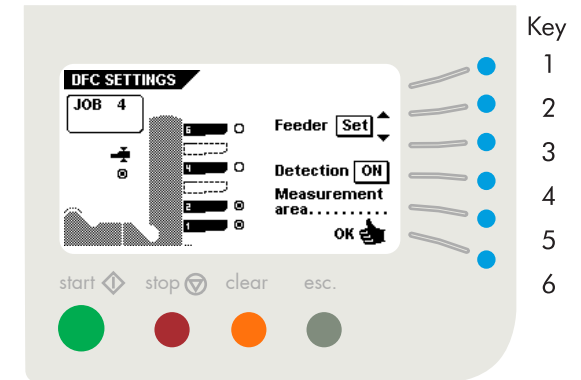 DFC SETTINGS
JOB 4
6
4
2
1
Feeder Set
Detection ON
Measurement
area.........
OK
start stop clear esc.
Key
1
2
3
4
5
6